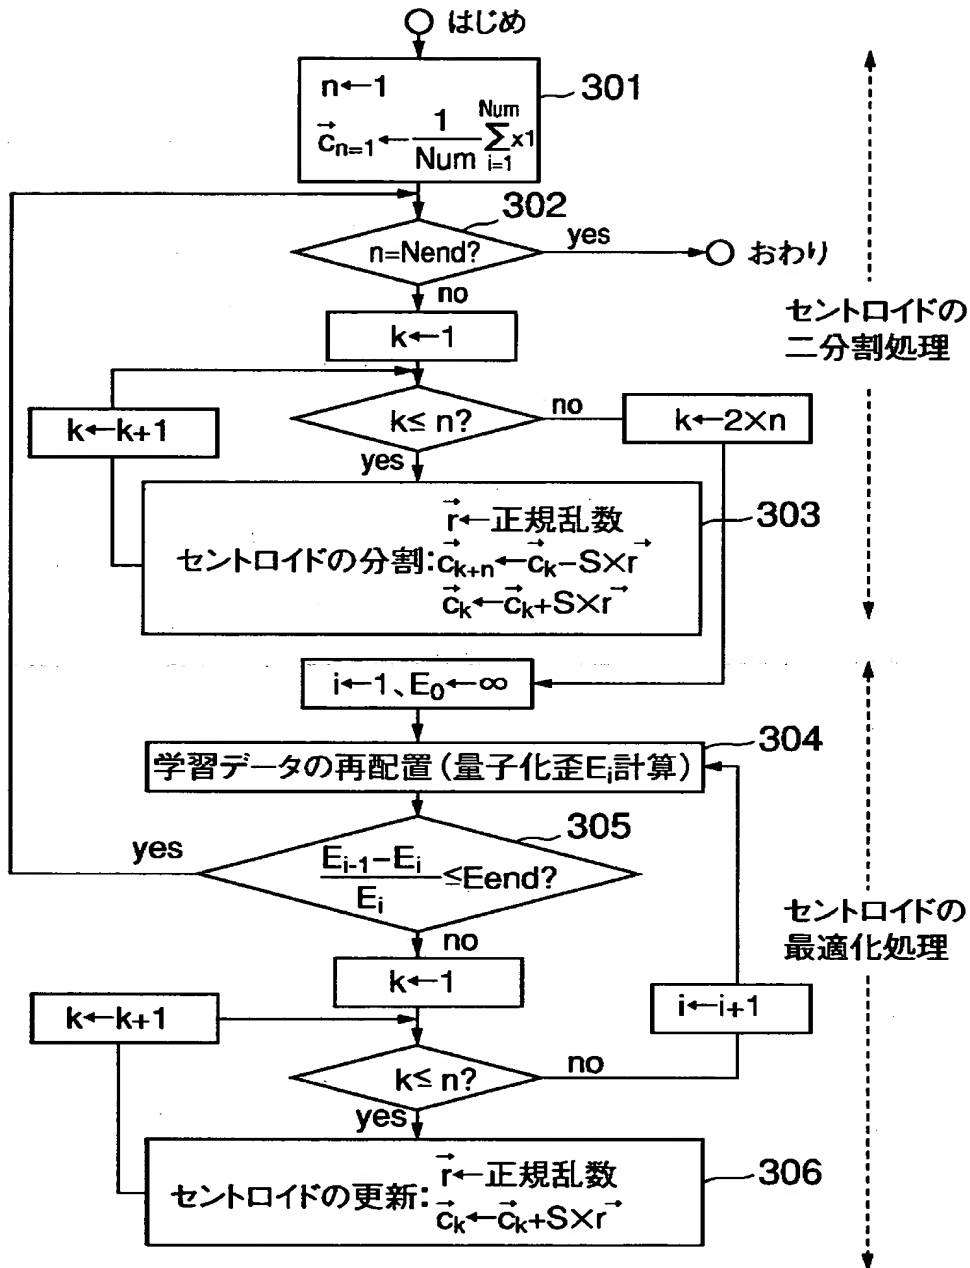 はじめ
301
n←1
c⃗n=1←1/Num Num∑i=1 x1
302
n=Nend?
yes
おわり
no
k←1
セントロイドの
二分割処理
k←k+1
k≤n?
no
k←2×n
yes
303
r⃗←正規乱数
セントロイドの分割:c⃗k+n←c⃗k−S×r⃗
c⃗k←c⃗k+S×r⃗
i←1、E0←∞
304
学習データの再配置(量子化歪Ei計算)
305
yes
Ei-1−Ei/Ei≤Eend?
no
セントロイドの
最適化処理
k←1
i←i+1
k←k+1
k≤n?
no
yes
306
r⃗←正規乱数
セントロイドの更新:c⃗k←c⃗k+S×r⃗